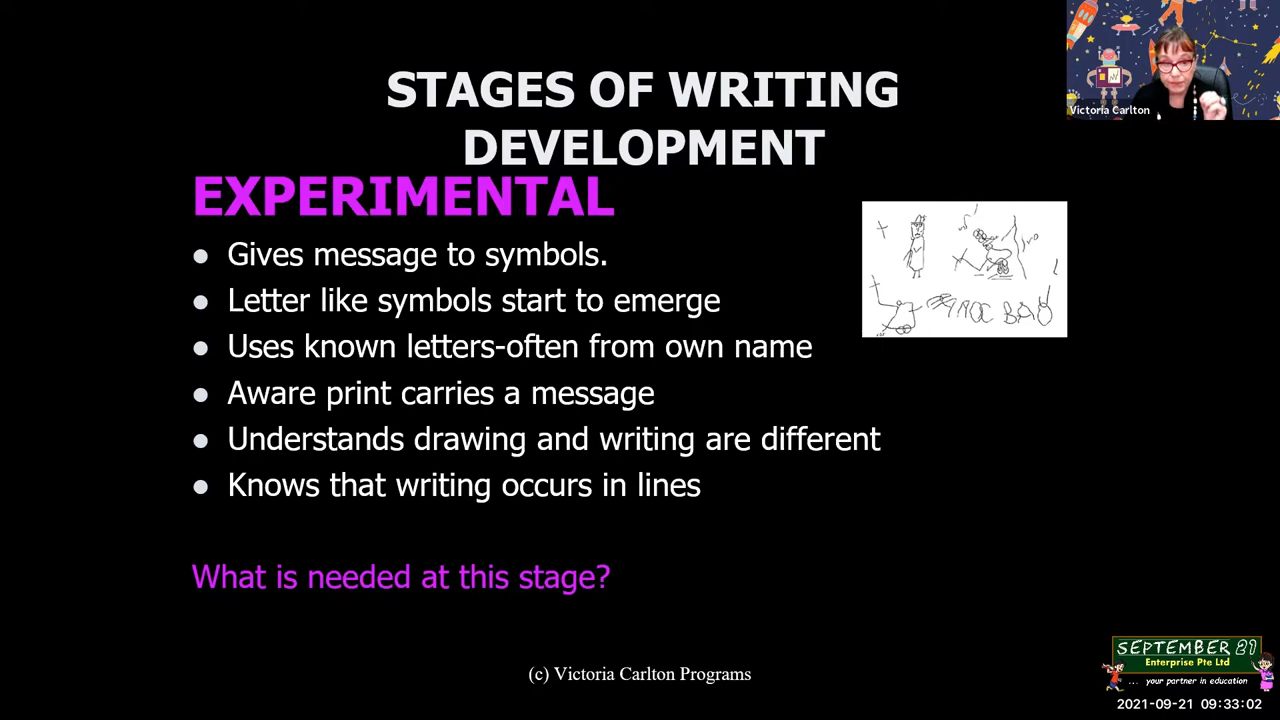 STAGES OF WRITING
DEVELOPMENT
EXPERIMENTAL
● Gives message to symbols.
● Letter like symbols start to emerge
● Uses known letters-often from own name
● Aware print carries a message
● Understands drawing and writing are different
● Knows that writing occurs in lines
What is needed at this stage?
(c) Victoria Carlton Programs
Victoria Carlton
SEPTEMBER 21
Enterprise Pte Ltd
... your partner in education
2021-09-21 09:33:02